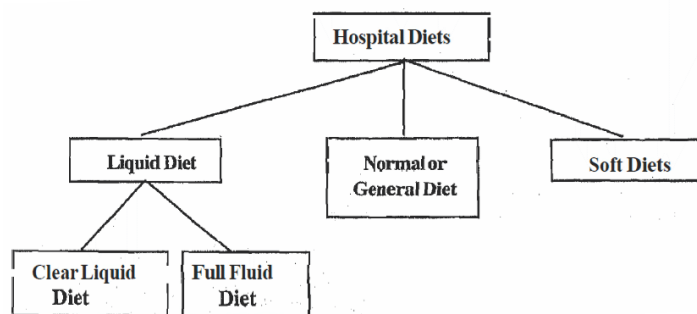 Hospital Diets
Liquid Diet
Normal or
General Diet
Soft Diets
Clear Liquid
Diet
Full Fluid
Diet